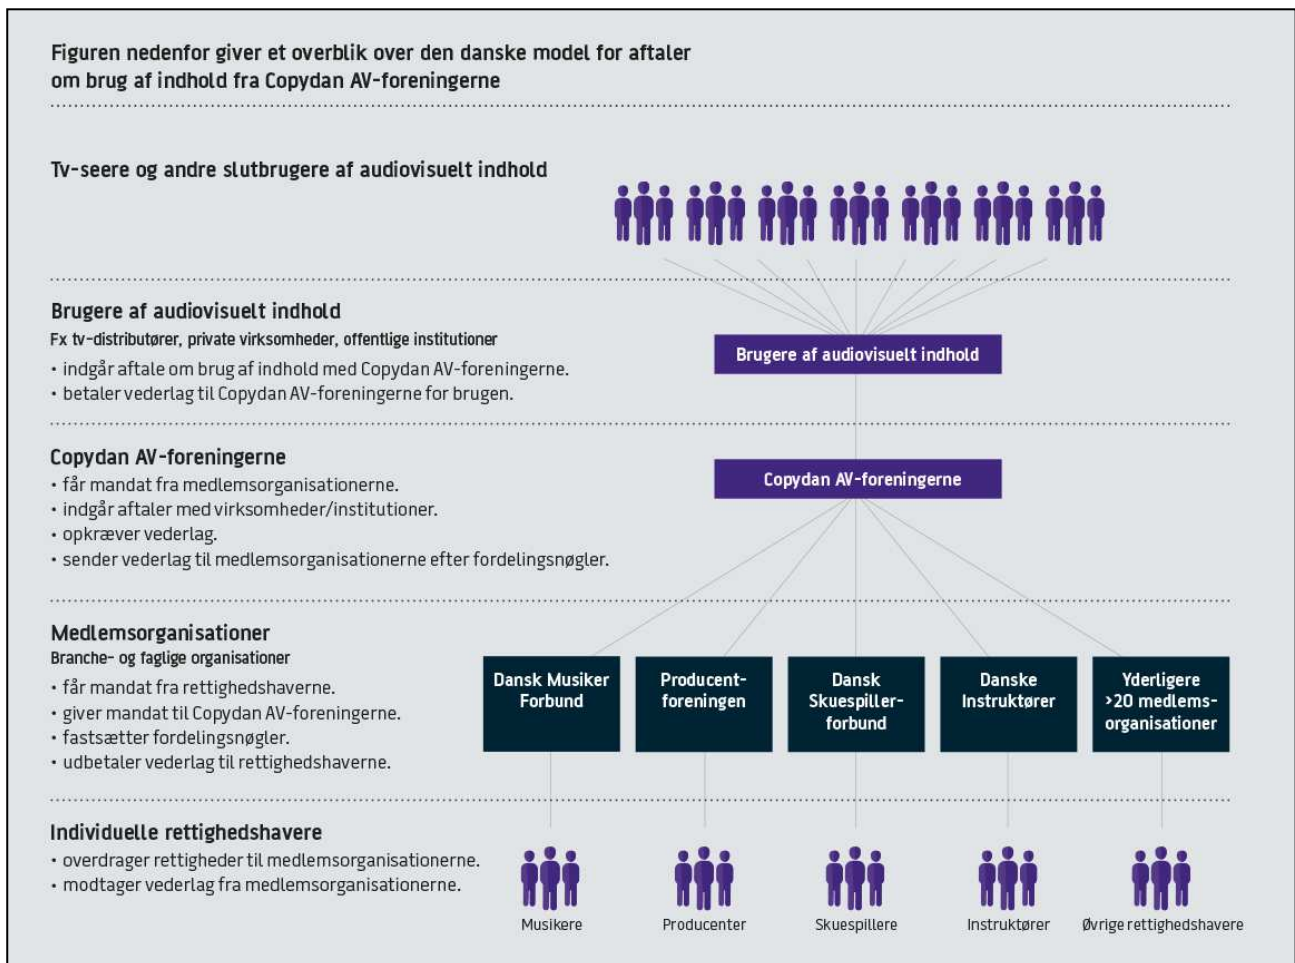 Figuren nedenfor giver et overblik over den danske model for aftaler
om brug af indhold fra Copydan AV-foreningerne
Tv-seere og andre slutbrugere af audiovisuelt indhold
Brugere af audiovisuelt indhold
Fx tv-distributører, private virksomheder, offentlige institutioner
• indgår aftale om brug af indhold med Copydan AV-foreningerne.
• betaler vederlag til Copydan AV-foreningerne for brugen.
Brugere af audiovisuelt indhold
Copydan AV-foreningerne
• får mandat fra medlemsorganisationerne.
• indgår aftaler med virksomheder/institutioner.
• opkræver vederlag.
• sender vederlag til medlemsorganisationerne efter fordelingsnøgler.
Copydan AV-foreningerne
Medlemsorganisationer
Branche- og faglige organisationer
• får mandat fra rettighedshaverne.
• giver mandat til Copydan AV-foreningerne.
• fastsætter fordelingsnøgler.
• udbetaler vederlag til rettighedshaverne.
Dansk Musiker
Forbund
Producent-
foreningen
Dansk
Skuespiller-
forbund
Danske
Instruktører
Yderligere
>20 medlems-
organisationer
Individuelle rettighedshavere
• overdrager rettigheder til medlemsorganisationerne.
• modtager vederlag fra medlemsorganisationerne.
Musikere
Producenter
Skuespillere
Instruktører
Øvrige rettighedshavere